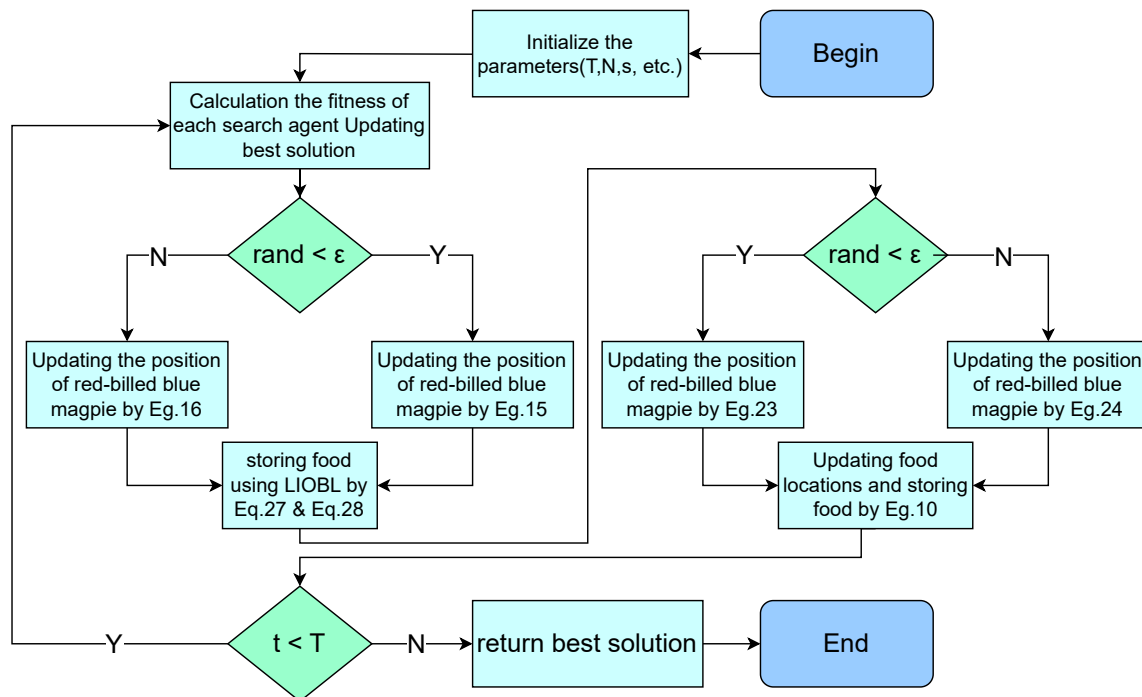 Begin
Initialize the
parameters(T,N,s, etc.)
Calculation the fitness of
each search agent Updating
best solution
rand < ε
N
Y
Updating the position
of red-billed blue
magpie by Eg.16
Updating the position
of red-billed blue
magpie by Eg.15
storing food
using LIOBL by
Eq.27 & Eq.28
rand < ε
Y
N
Updating the position
of red-billed blue
magpie by Eg.23
Updating the position
of red-billed blue
magpie by Eg.24
Updating food
locations and storing
food by Eg.10
t < T
Y
N
return best solution
End